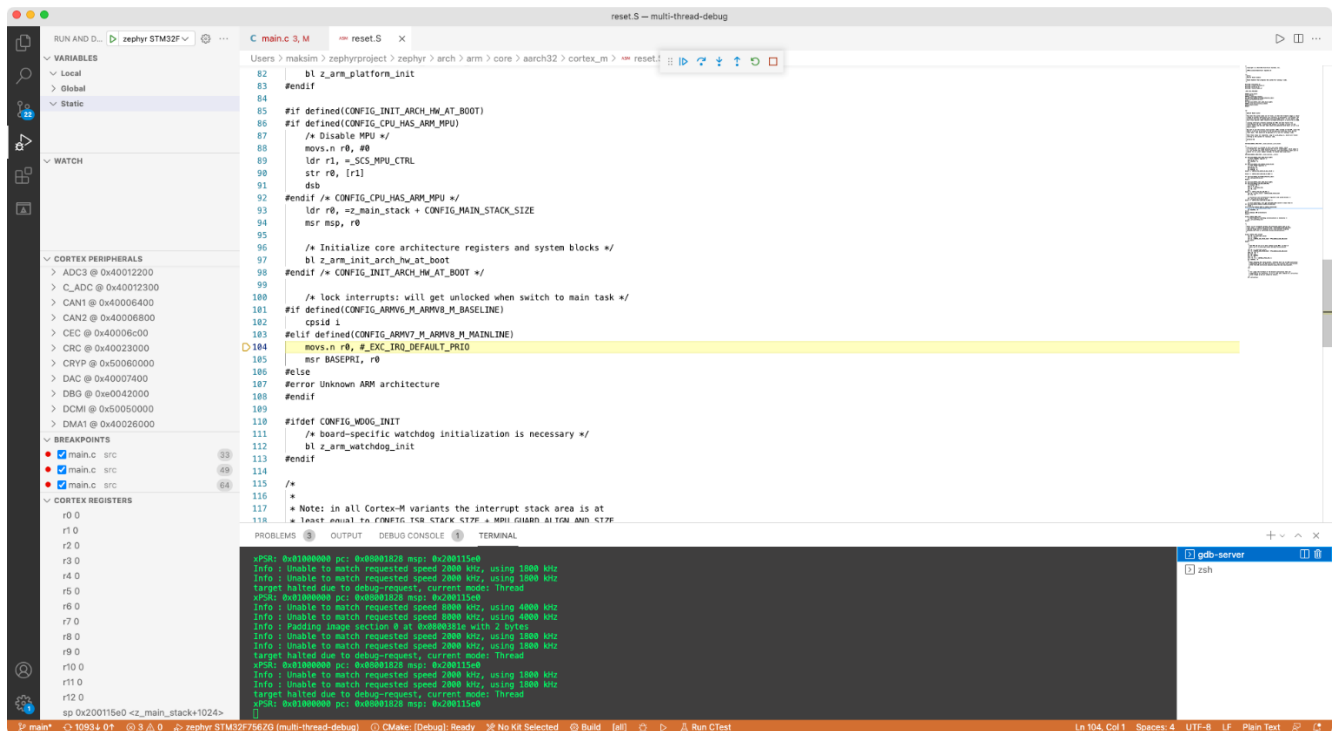 reset.S — multi-thread-debug
RUN AND D... zephyr STM32F
VARIABLES
Local
Global
Static
WATCH
CORTEX PERIPHERALS
ADC3 @ 0x40012200
C_ADC @ 0x40012300
CAN1 @ 0x40006400
CAN2 @ 0x40006800
CEC @ 0x40006c00
CRC @ 0x40023000
CRYP @ 0x50060000
DAC @ 0x40007400
DBG @ 0xe0042000
DCMI @ 0x50050000
DMA1 @ 0x40026000
BREAKPOINTS
main.c src 33
main.c src 49
main.c src 64
CORTEX REGISTERS
r0 0
r1 0
r2 0
r3 0
r4 0
r5 0
r6 0
r7 0
r8 0
r9 0
r10 0
r11 0
r12 0
sp 0x200115e0 <z_main_stack+1024>
22
1
C main.c 3, M
ASM reset.S
Users > maksim > zephyrproject > zephyr > arch > arm > core > aarch32 > cortex_m > ASM reset.
82 bl z_arm_platform_init
83 #endif
84
85 #if defined(CONFIG_INIT_ARCH_HW_AT_BOOT)
86 #if defined(CONFIG_CPU_HAS_ARM_MPU)
87 /* Disable MPU */
88 movs.n r0, #0
89 ldr r1, =_SCS_MPU_CTRL
90 str r0, [r1]
91 dsb
92 #endif /* CONFIG_CPU_HAS_ARM_MPU */
93 ldr r0, =z_main_stack + CONFIG_MAIN_STACK_SIZE
94 msr msp, r0
95
96 /* Initialize core architecture registers and system blocks */
97 bl z_arm_init_arch_hw_at_boot
98 #endif /* CONFIG_INIT_ARCH_HW_AT_BOOT */
99
100 /* lock interrupts: will get unlocked when switch to main task */
101 #if defined(CONFIG_ARMV6_M_ARMV8_M_BASELINE)
102 cpsid i
103 #elif defined(CONFIG_ARMV7_M_ARMV8_M_MAINLINE)
104 movs.n r0, #_EXC_IRQ_DEFAULT_PRIO
105 msr BASEPRI, r0
106 #else
107 #error Unknown ARM architecture
108 #endif
109
110 #ifdef CONFIG_WDOG_INIT
111 /* board-specific watchdog initialization is necessary */
112 bl z_arm_watchdog_init
113 #endif
114
115 /*
116 *
117 * Note: in all Cortex-M variants the interrupt stack area is at
118 * least equal to CONFIG_ISR_STACK_SIZE + MPU_GUARD_ALIGN_AND_SIZE
PROBLEMS 3 OUTPUT DEBUG CONSOLE 1 TERMINAL
xPSR: 0x01000000 pc: 0x08001828 msp: 0x200115e0
Info : Unable to match requested speed 2000 kHz, using 1800 kHz
Info : Unable to match requested speed 2000 kHz, using 1800 kHz
target halted due to debug-request, current mode: Thread
xPSR: 0x01000000 pc: 0x08001828 msp: 0x200115e0
Info : Unable to match requested speed 8000 kHz, using 4000 kHz
Info : Unable to match requested speed 8000 kHz, using 4000 kHz
Info : Padding image section 0 at 0x0800381e with 2 bytes
Info : Unable to match requested speed 2000 kHz, using 1800 kHz
Info : Unable to match requested speed 2000 kHz, using 1800 kHz
target halted due to debug-request, current mode: Thread
xPSR: 0x01000000 pc: 0x08001828 msp: 0x200115e0
Info : Unable to match requested speed 2000 kHz, using 1800 kHz
Info : Unable to match requested speed 2000 kHz, using 1800 kHz
target halted due to debug-request, current mode: Thread
xPSR: 0x01000000 pc: 0x08001828 msp: 0x200115e0
gdb-server
zsh
main* 1093↓ 0↑ 3 0 zephyr STM32F756ZG (multi-thread-debug) CMake: [Debug]: Ready No Kit Selected Build [all] Run CTest Ln 104, Col 1 Spaces: 4 UTF-8 LF Plain Text